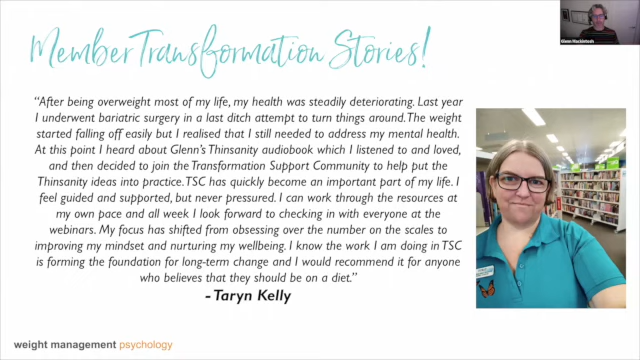 Member Transformation Stories!
Glenn Mackintosh
"After being overweight most of my life, my health was steadily deteriorating. Last year
I underwent bariatric surgery in a last ditch attempt to turn things around. The weight
started falling off easily but I realised that I still needed to address my mental health.
At this point I heard about Glenn's Thinsanity audiobook which I listened to and loved,
and then decided to join the Transformation Support Community to help put the
Thinsanity ideas into practice. TSC has quickly become an important part of my life. I
feel guided and supported, but never pressured. I can work through the resources at
my own pace and all week I look forward to checking in with everyone at the
webinars. My focus has shifted from obsessing over the number on the scales to
improving my mindset and nurturing my wellbeing. I know the work I am doing in TSC
is forming the foundation for long-term change and I would recommend it for anyone
who believes that they should be on a diet."
- Taryn Kelly
weight management psychology